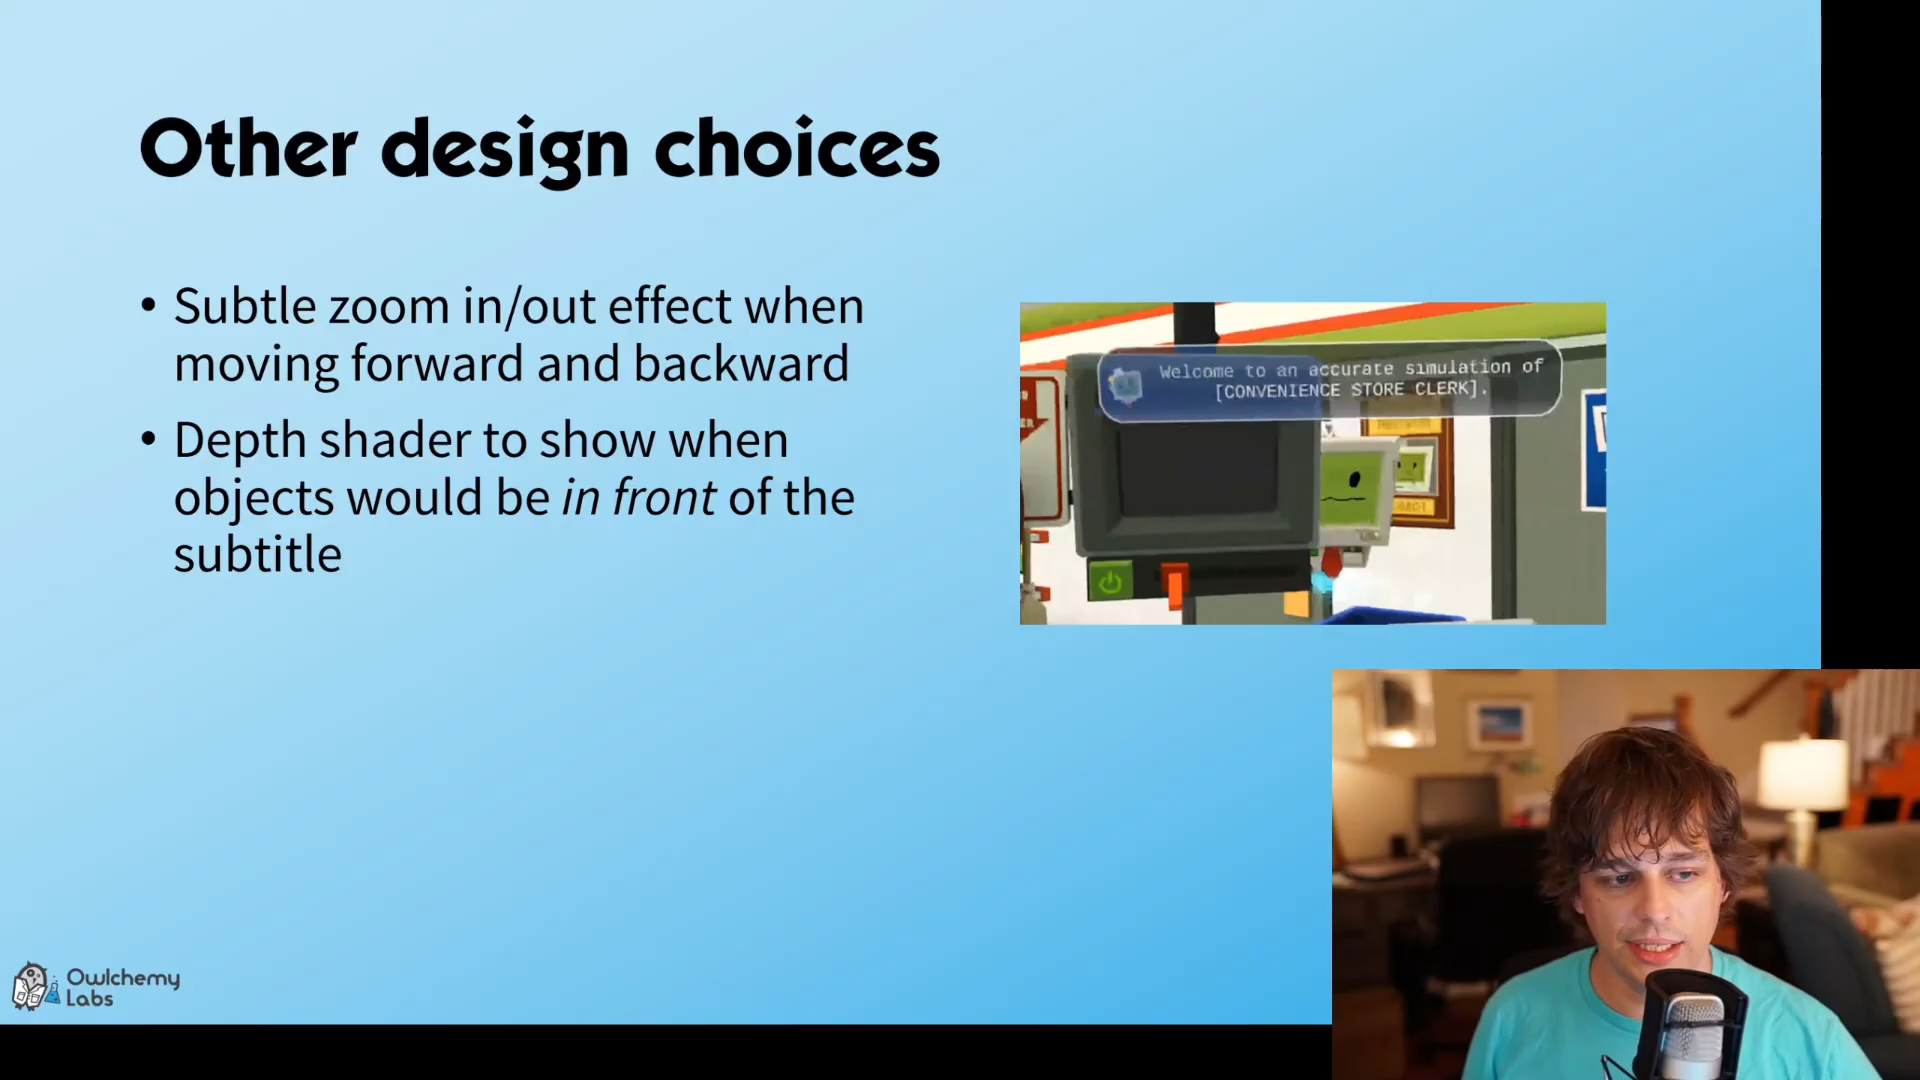 Other design choices
• Subtle zoom in/out effect when
moving forward and backward
• Depth shader to show when
objects would be in front of the
subtitle
Welcome to an accurate simulation of
[CONVENIENCE STORE CLERK].
Owlchemy
Labs